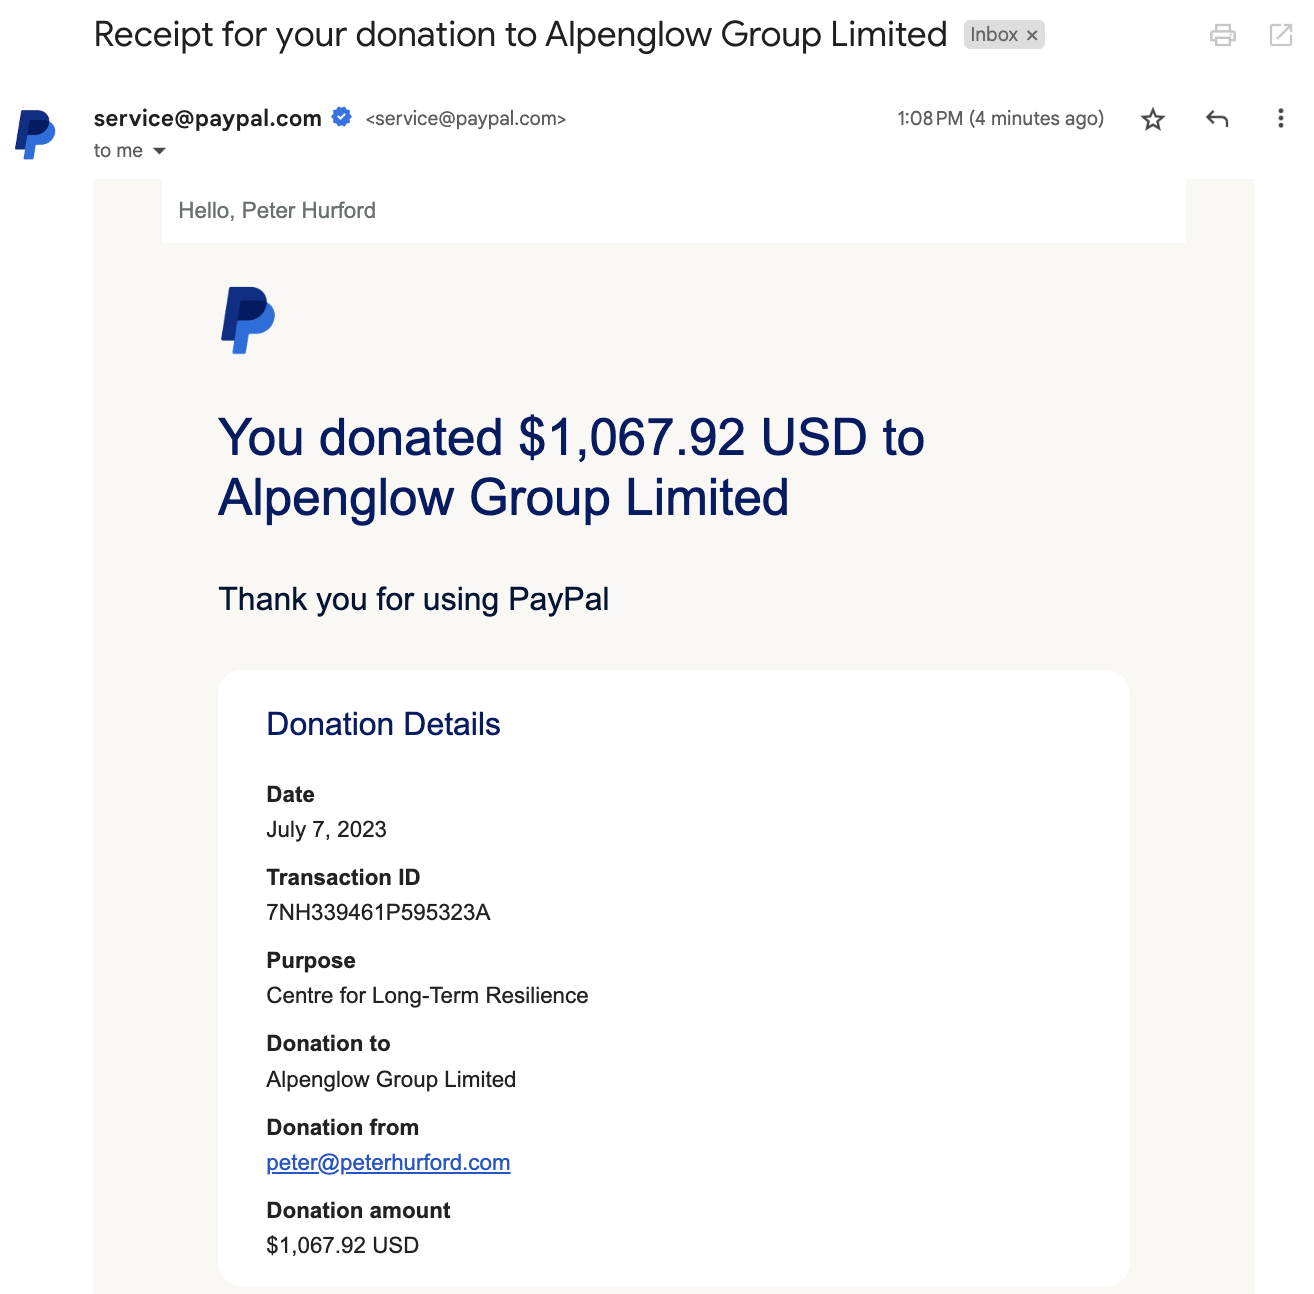 Receipt for your donation to Alpenglow Group Limited Inbox ×
service@paypal.com <service@paypal.com> 1:08 PM (4 minutes ago)
to me
Hello, Peter Hurford
You donated $1,067.92 USD to
Alpenglow Group Limited
Thank you for using PayPal
Donation Details
Date
July 7, 2023
Transaction ID
7NH339461P595323A
Purpose
Centre for Long-Term Resilience
Donation to
Alpenglow Group Limited
Donation from
peter@peterhurford.com
Donation amount
$1,067.92 USD